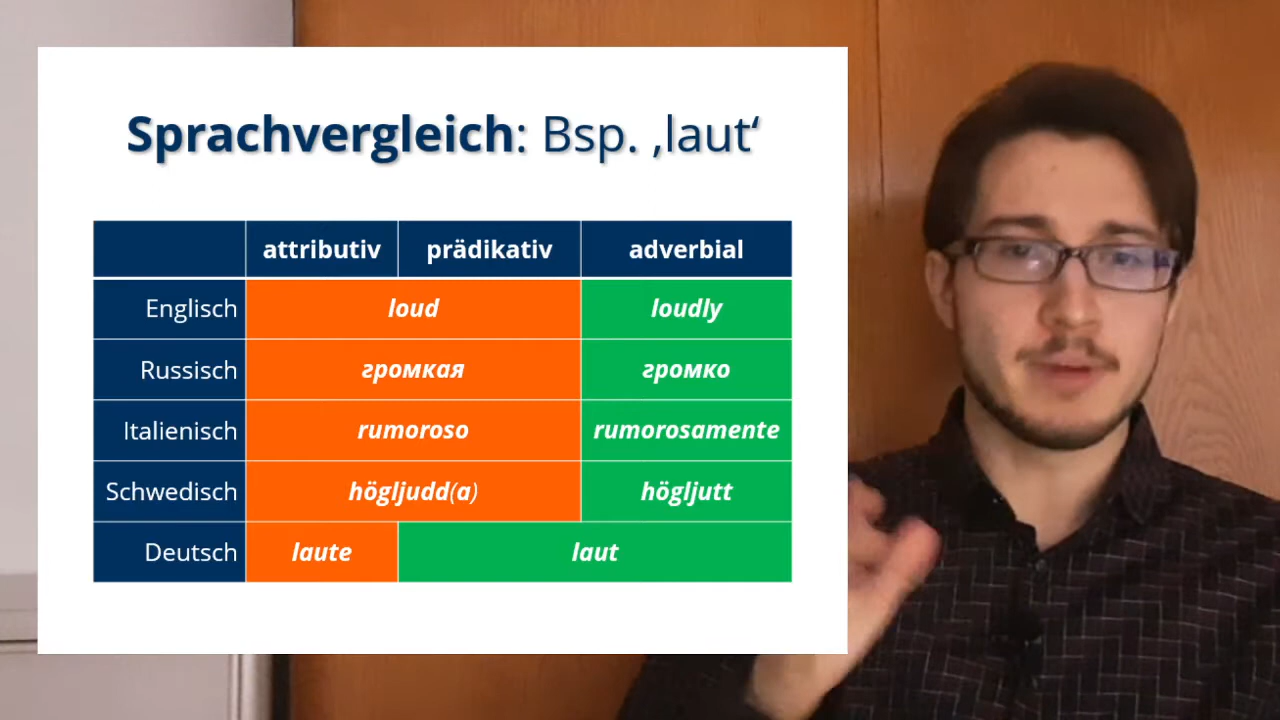 Sprachvergleich: Bsp. ‚laut‘
attributiv prädikativ adverbial
Englisch loud loudly
Russisch громкая громко
Italienisch rumoroso rumorosamente
Schwedisch högljudd(a) högljutt
Deutsch laute laut